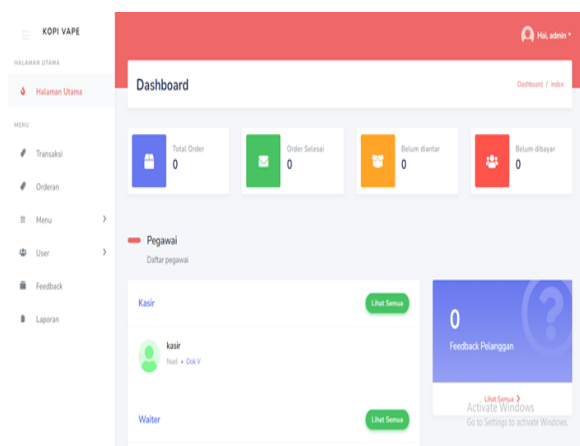 KOPI VAPE
Hai, admin
HALAMAN UTAMA
Halaman Utama
Dashboard
Dashboard / index
MENU
Transaksi
Orderan
Menu
User
Feedback
Laporan
Total Order
0
Order Selesai
0
Belum diantar
0
Belum dibayar
0
Pegawai
Daftar pegawai
Kasir
Lihat Semua
kasir
Nuel. • Dok V
Waiter
Lihat Semua
0
Feedback Pelanggan
Lihat Semua
Activate Windows
Go to Settings to activate Windows.